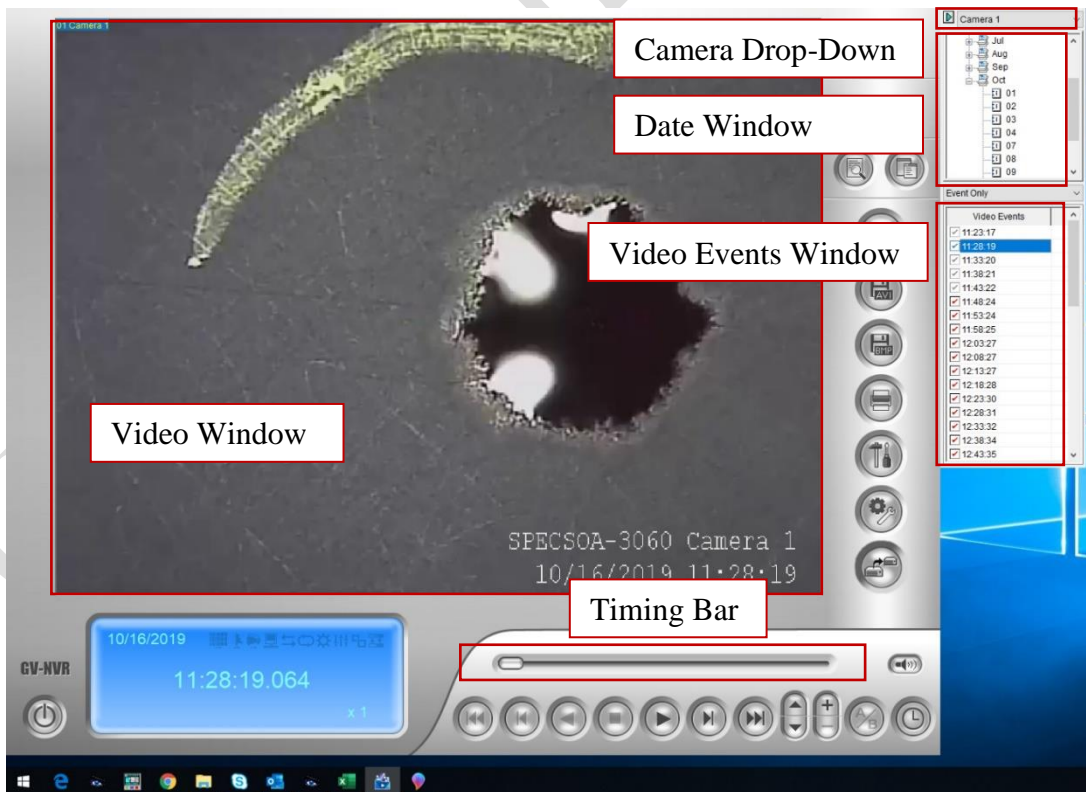 01 Camera 1
Camera Drop-Down
Date Window
Video Events Window
Video Window
SPECSOA-3060 Camera 1
10/16/2019 11:28:19
Timing Bar
Camera 1
Jul
Aug
Sep
Oct
01
02
03
04
07
08
09
Event Only
Video Events
11:23:17
11:28:19
11:33:20
11:38:21
11:43:22
11:48:24
11:53:24
11:58:25
12:03:27
12:08:27
12:13:27
12:18:28
12:23:30
12:28:31
12:33:32
12:38:34
12:43:35
AVI
BMP
GV-NVR
10/16/2019
11:28:19.064
x 1
A/B